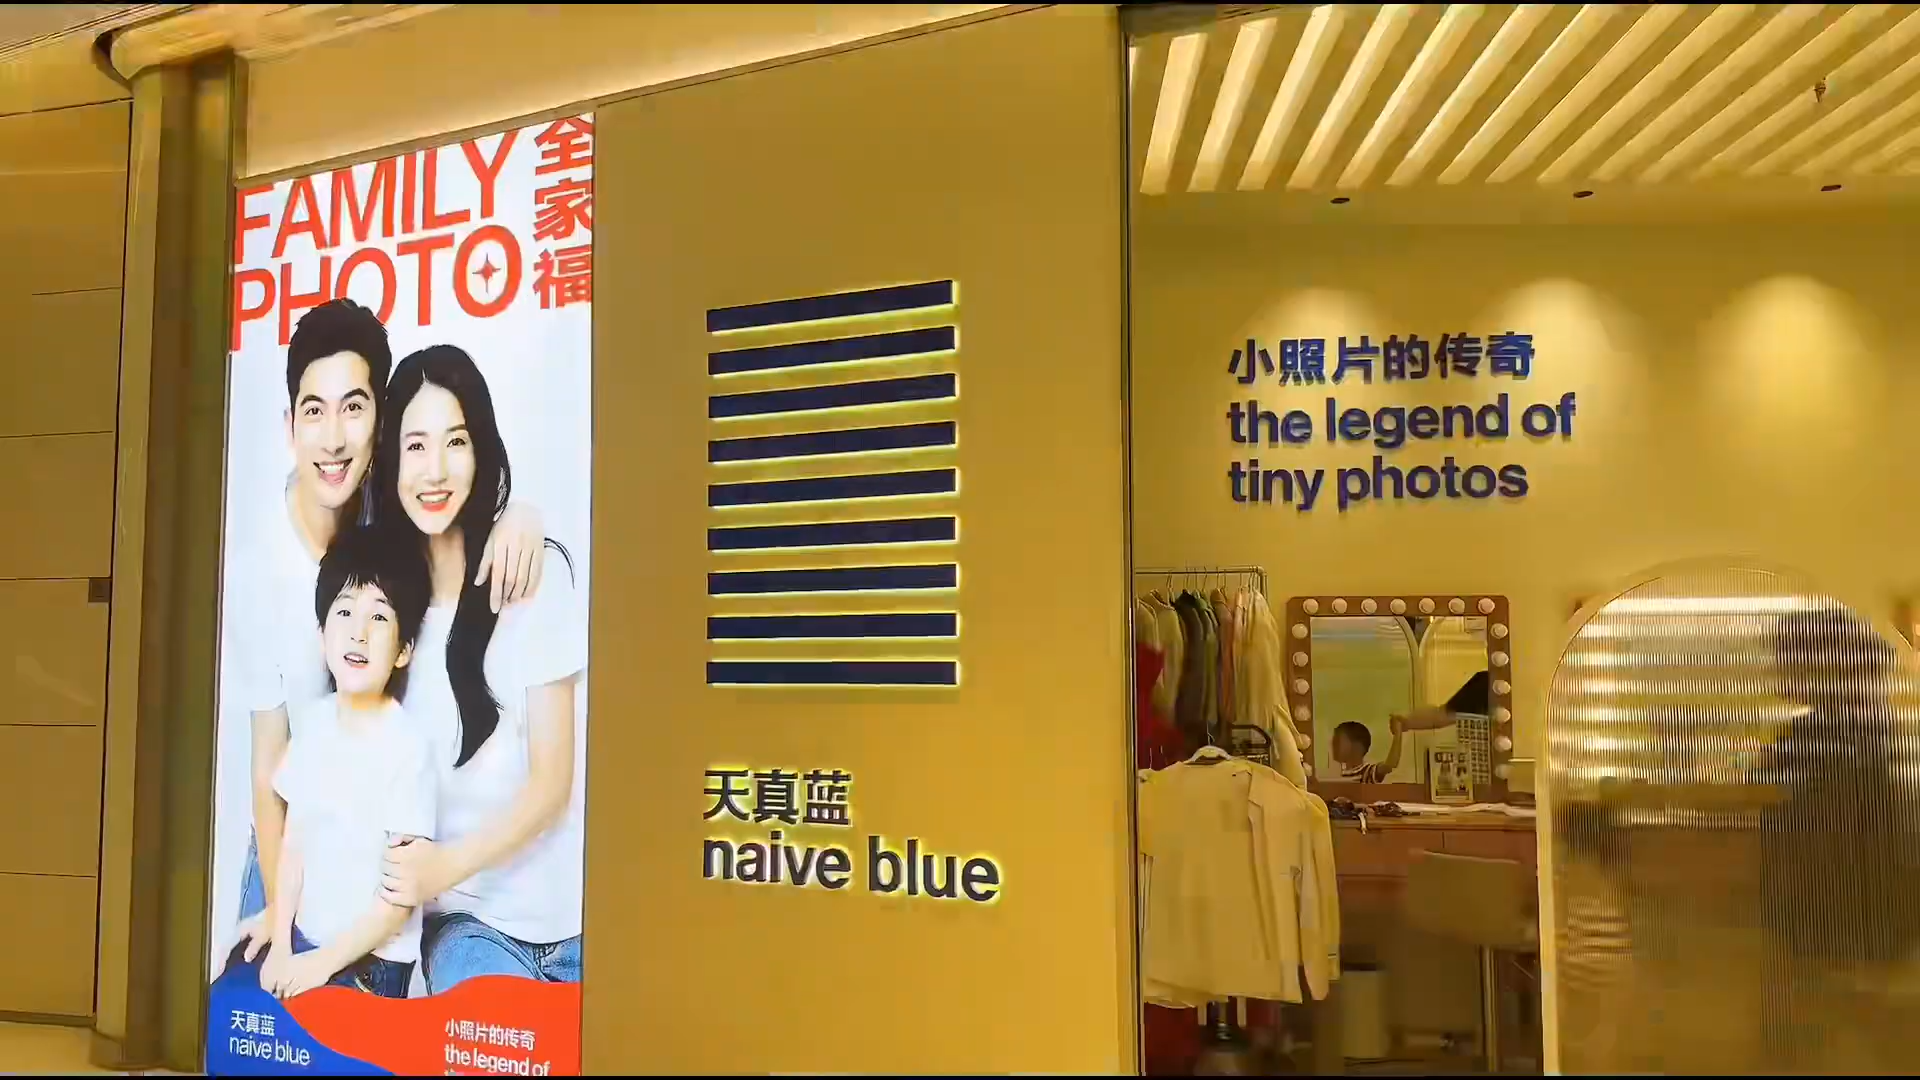 FAMILY
PHOTO
全家福
天真蓝
naive blue
小照片的传奇
the legend of
天真蓝
naive blue
小照片的传奇
the legend of
tiny photos